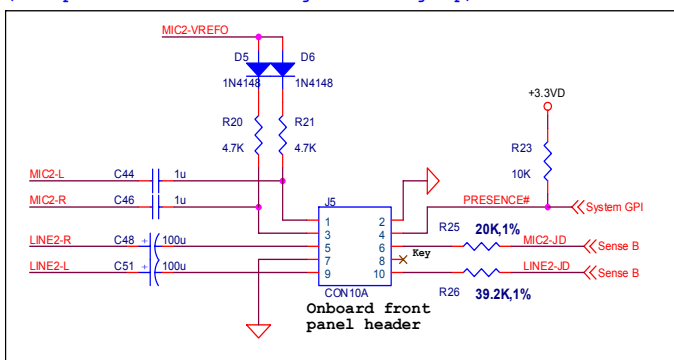 MIC2-VREFO
D5
D6
1N4148
1N4148
+3.3VD
R20
R21
4.7K
4.7K
R23
10K
MIC2-L
C44
1u
MIC2-R
C46
1u
J5
PRESENCE#
System GPI
1
2
3
4
5
6
7
8
9
10
Key
R25
20K,1%
MIC2-JD
Sense B
LINE2-R
C48
+
100u
LINE2-L
C51
+
100u
LINE2-JD
Sense B
CON10A
R26
39.2K,1%
Onboard front
panel header